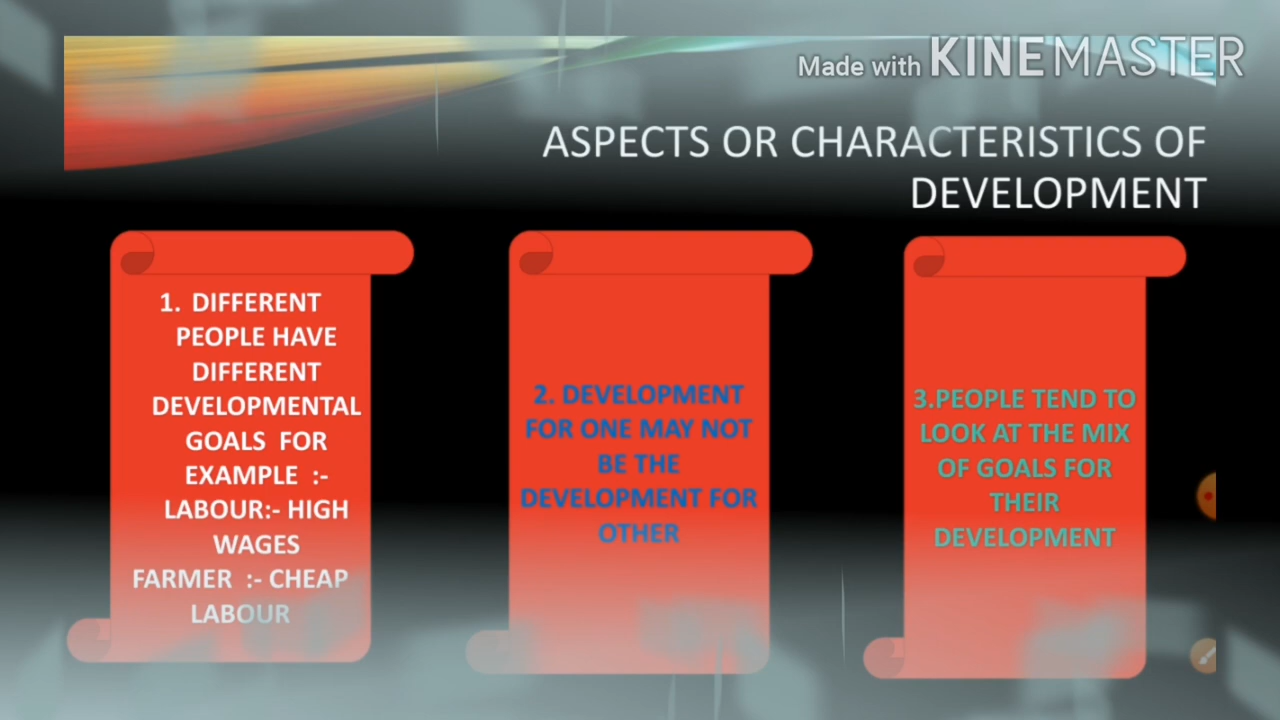 Made with KINEMASTER
ASPECTS OR CHARACTERISTICS OF
DEVELOPMENT
1. DIFFERENT
PEOPLE HAVE
DIFFERENT
DEVELOPMENTAL
GOALS FOR
EXAMPLE :-
LABOUR:- HIGH
WAGES
FARMER :- CHEAP
LABOUR
2. DEVELOPMENT
FOR ONE MAY NOT
BE THE
DEVELOPMENT FOR
OTHER
3.PEOPLE TEND TO
LOOK AT THE MIX
OF GOALS FOR
THEIR
DEVELOPMENT